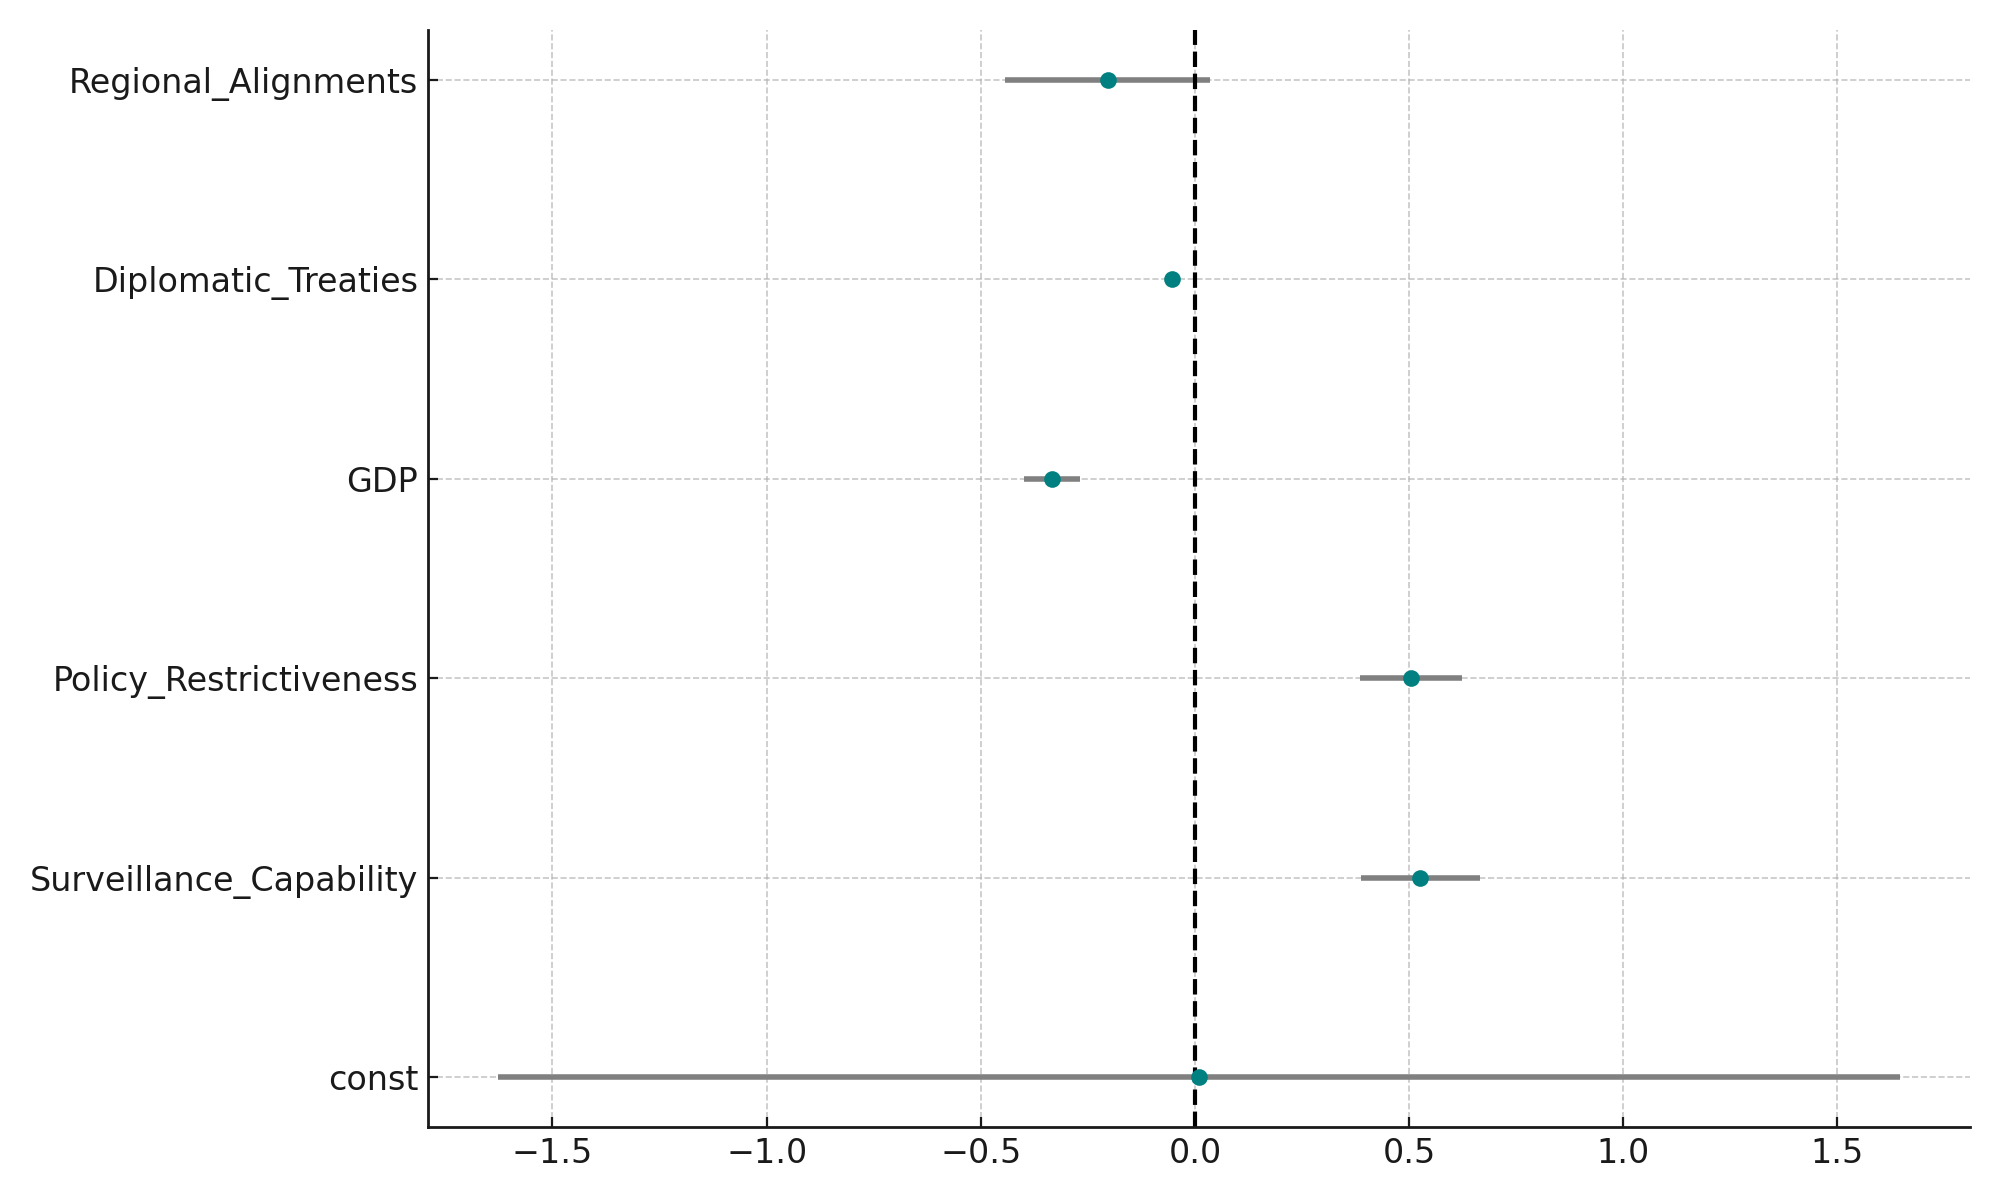 Regional_Alignments
Diplomatic_Treaties
GDP
Policy_Restrictiveness
Surveillance_Capability
const
−1.5 −1.0 −0.5 0.0 0.5 1.0 1.5